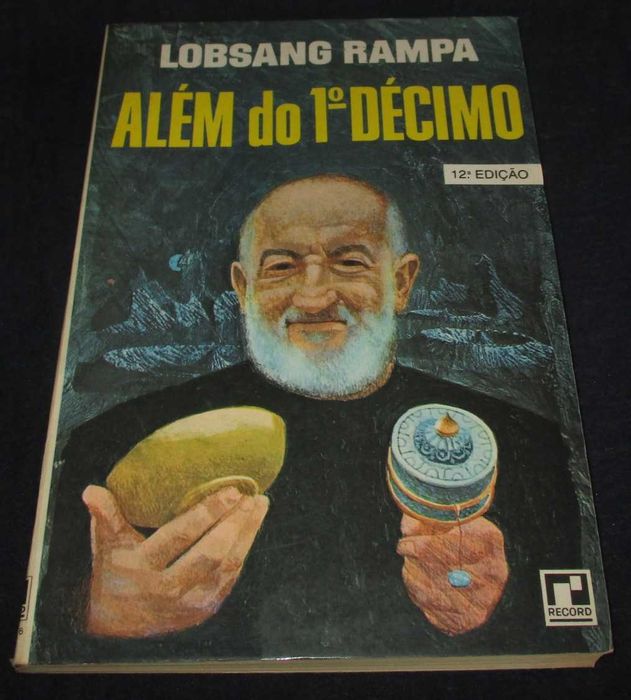 LOBSANG RAMPA
ALÉM do 1º DÉCIMO
12ª EDIÇÃO
RECORD